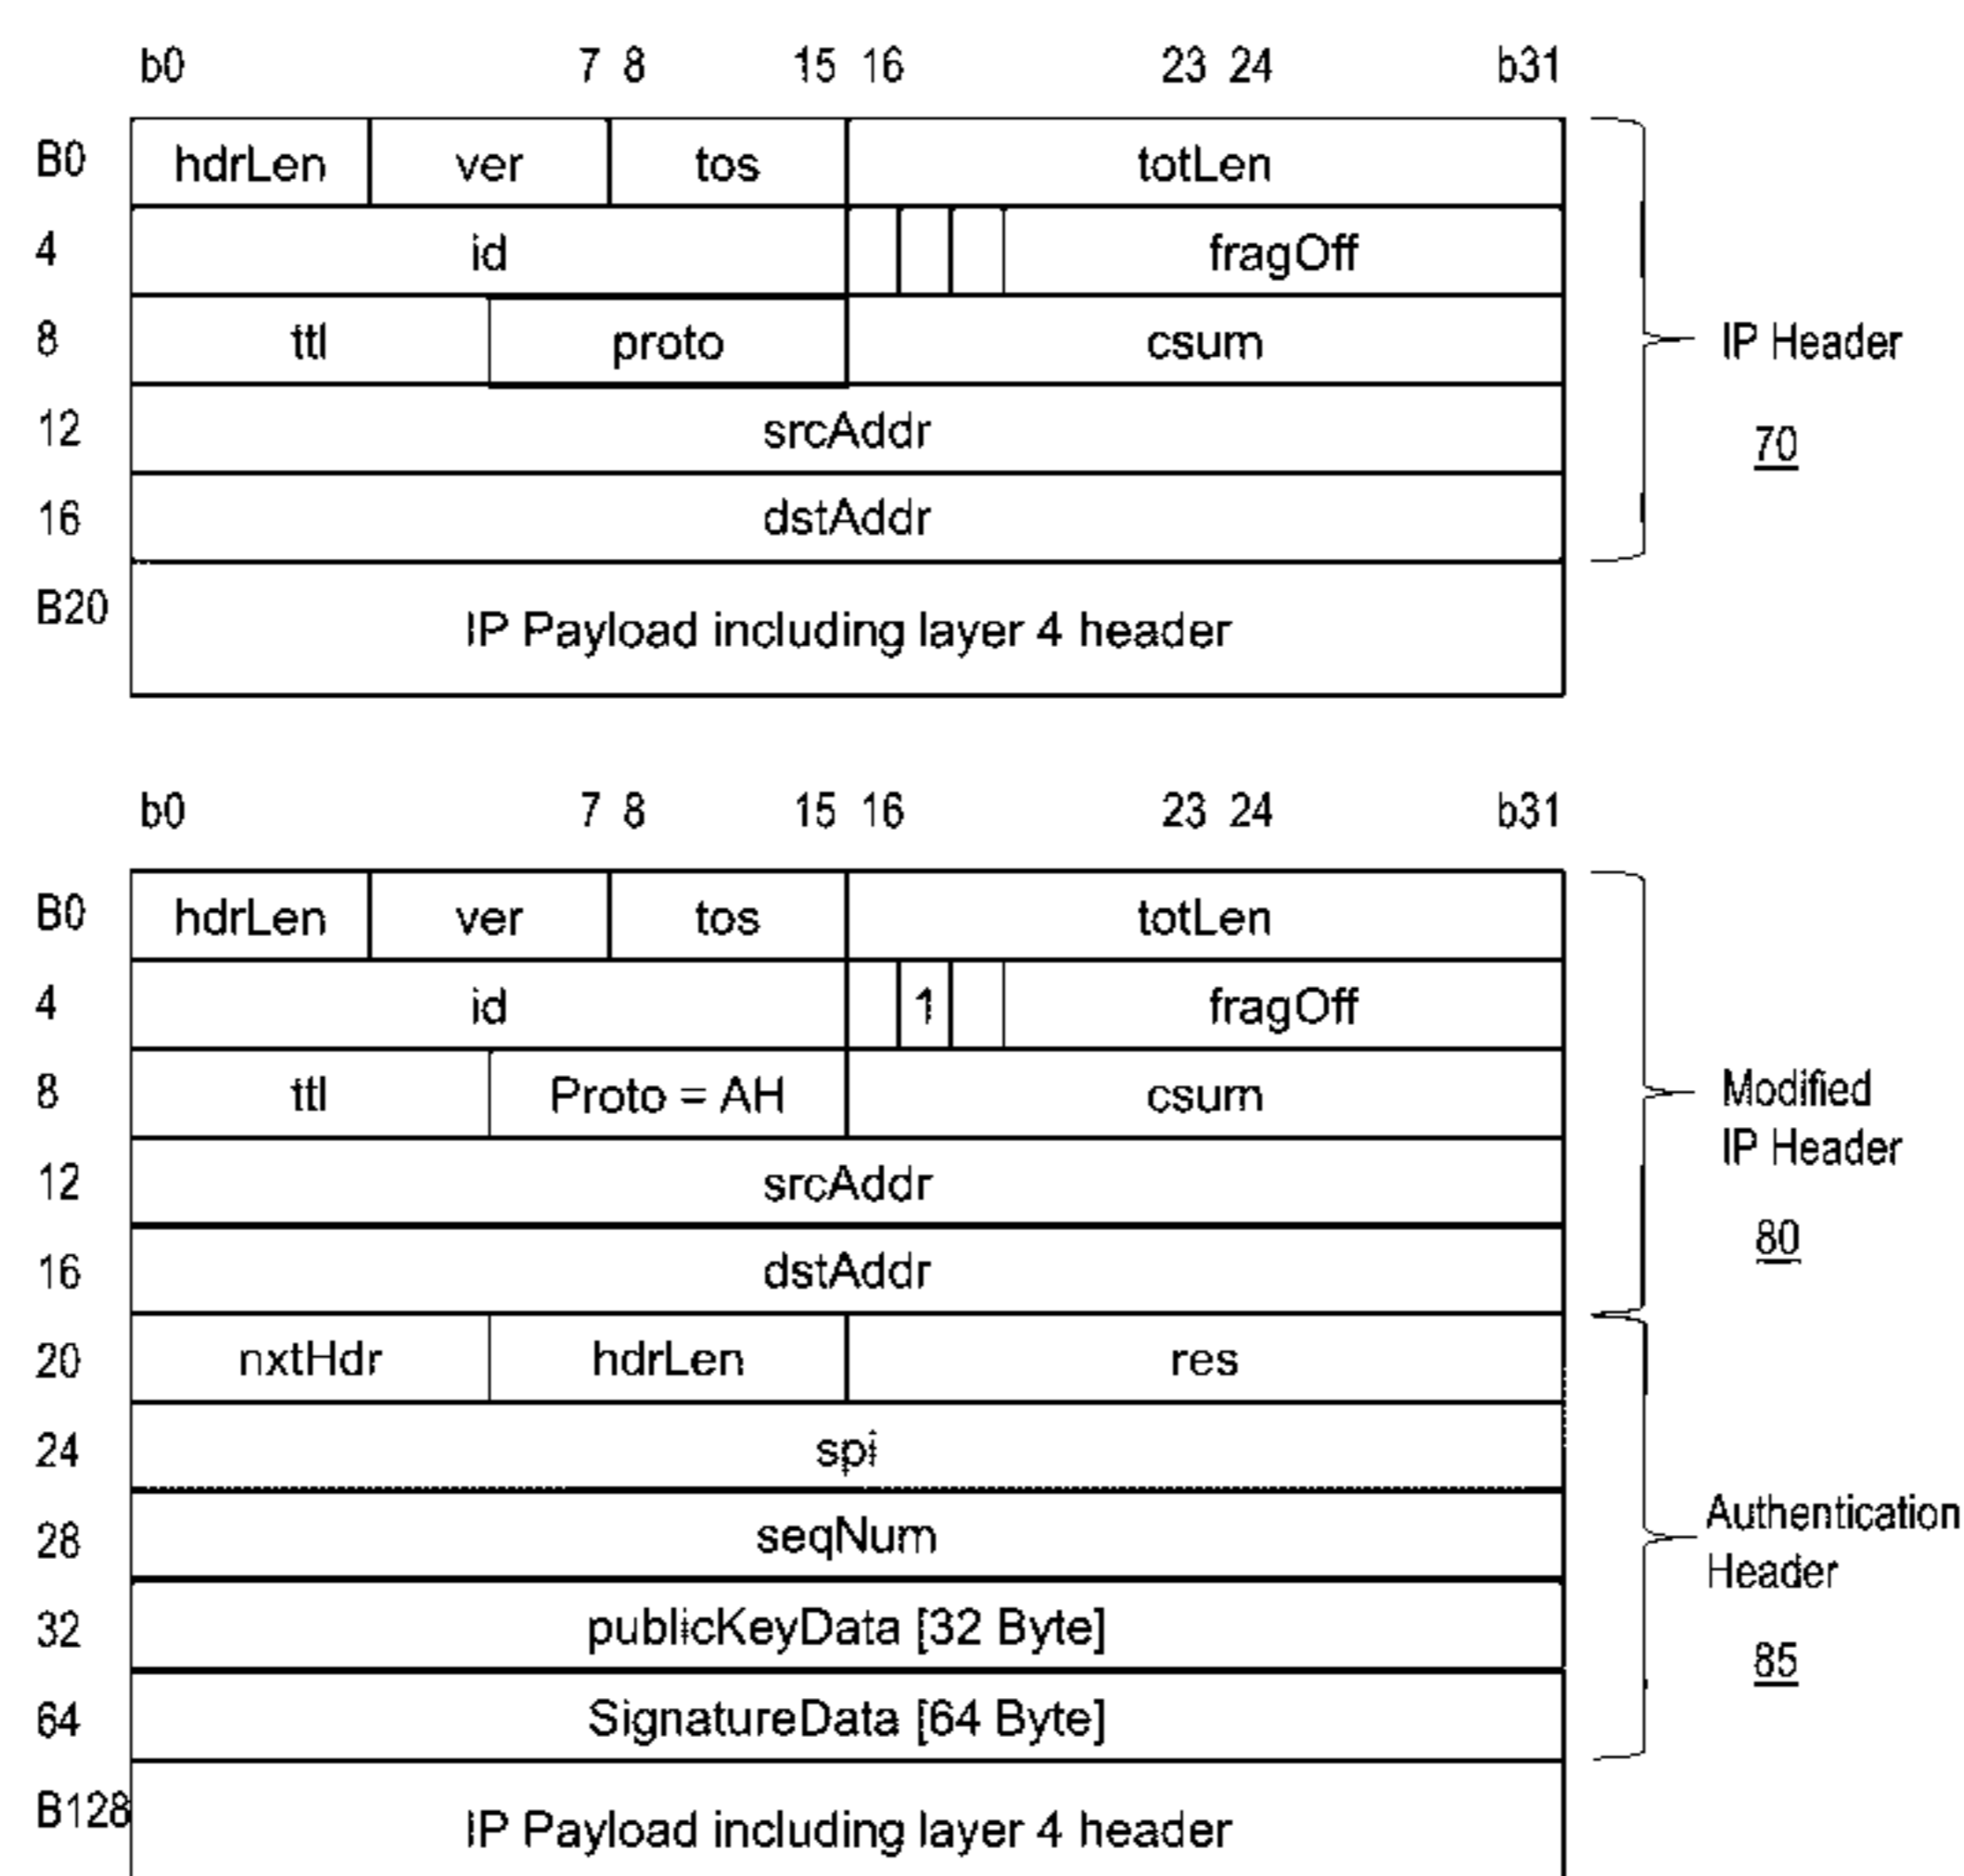 b0 7 8 15 16 23 24 b31
B0 hdrLen ver tos totLen
4 id fragOff
8 ttl proto csum IP Header
12 srcAddr 70
16 dstAddr
B20 IP Payload including layer 4 header
b0 7 8 15 16 23 24 b31
B0 hdrLen ver tos totLen
4 id 1 fragOff
8 ttl Proto = AH csum Modified
IP Header
12 srcAddr
80
16 dstAddr
20 nxtHdr hdrLen res
24 spi
28 seqNum Authentication
Header
32 publicKeyData [32 Byte]
85
64 SignatureData [64 Byte]
B128 IP Payload including layer 4 header